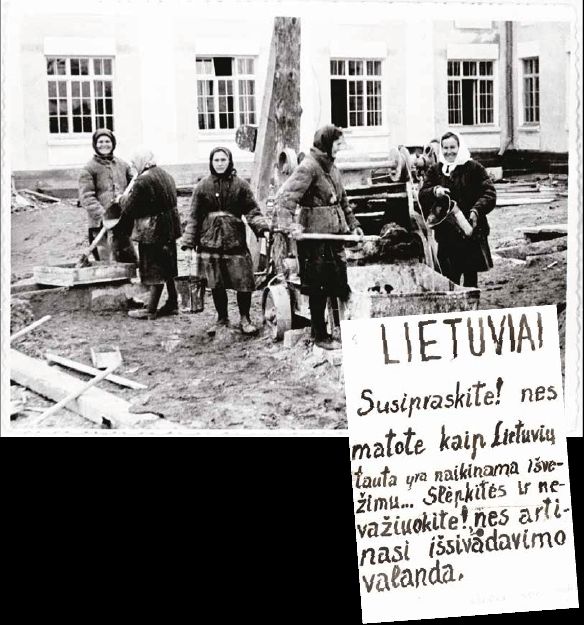 LIETUVIAI
Susipraskite! nes
matote kaip Lietuvių
tauta yra naikinama išve-
žimu... Slėpkitės ir ne-
važiuokite!, nes arti-
nasi išsivadavimo
valanda.